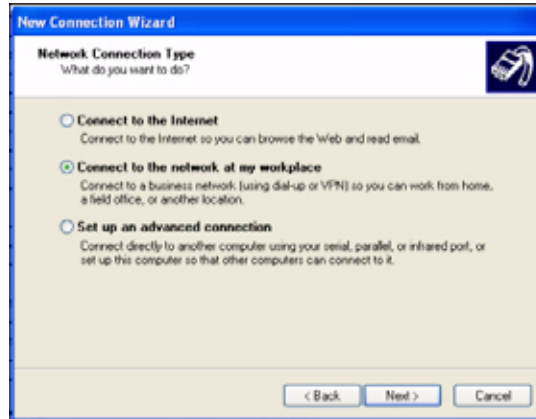 New Connection Wizard
Network Connection Type
What do you want to do?
Connect to the Internet
Connect to the Internet so you can browse the Web and read email.
Connect to the network at my workplace
Connect to a business network (using dial-up or VPN) so you can work from home,
a field office, or another location.
Set up an advanced connection
Connect directly to another computer using your serial, parallel, or infrared port, or
set up this computer so that other computers can connect to it.
< Back
Next >
Cancel